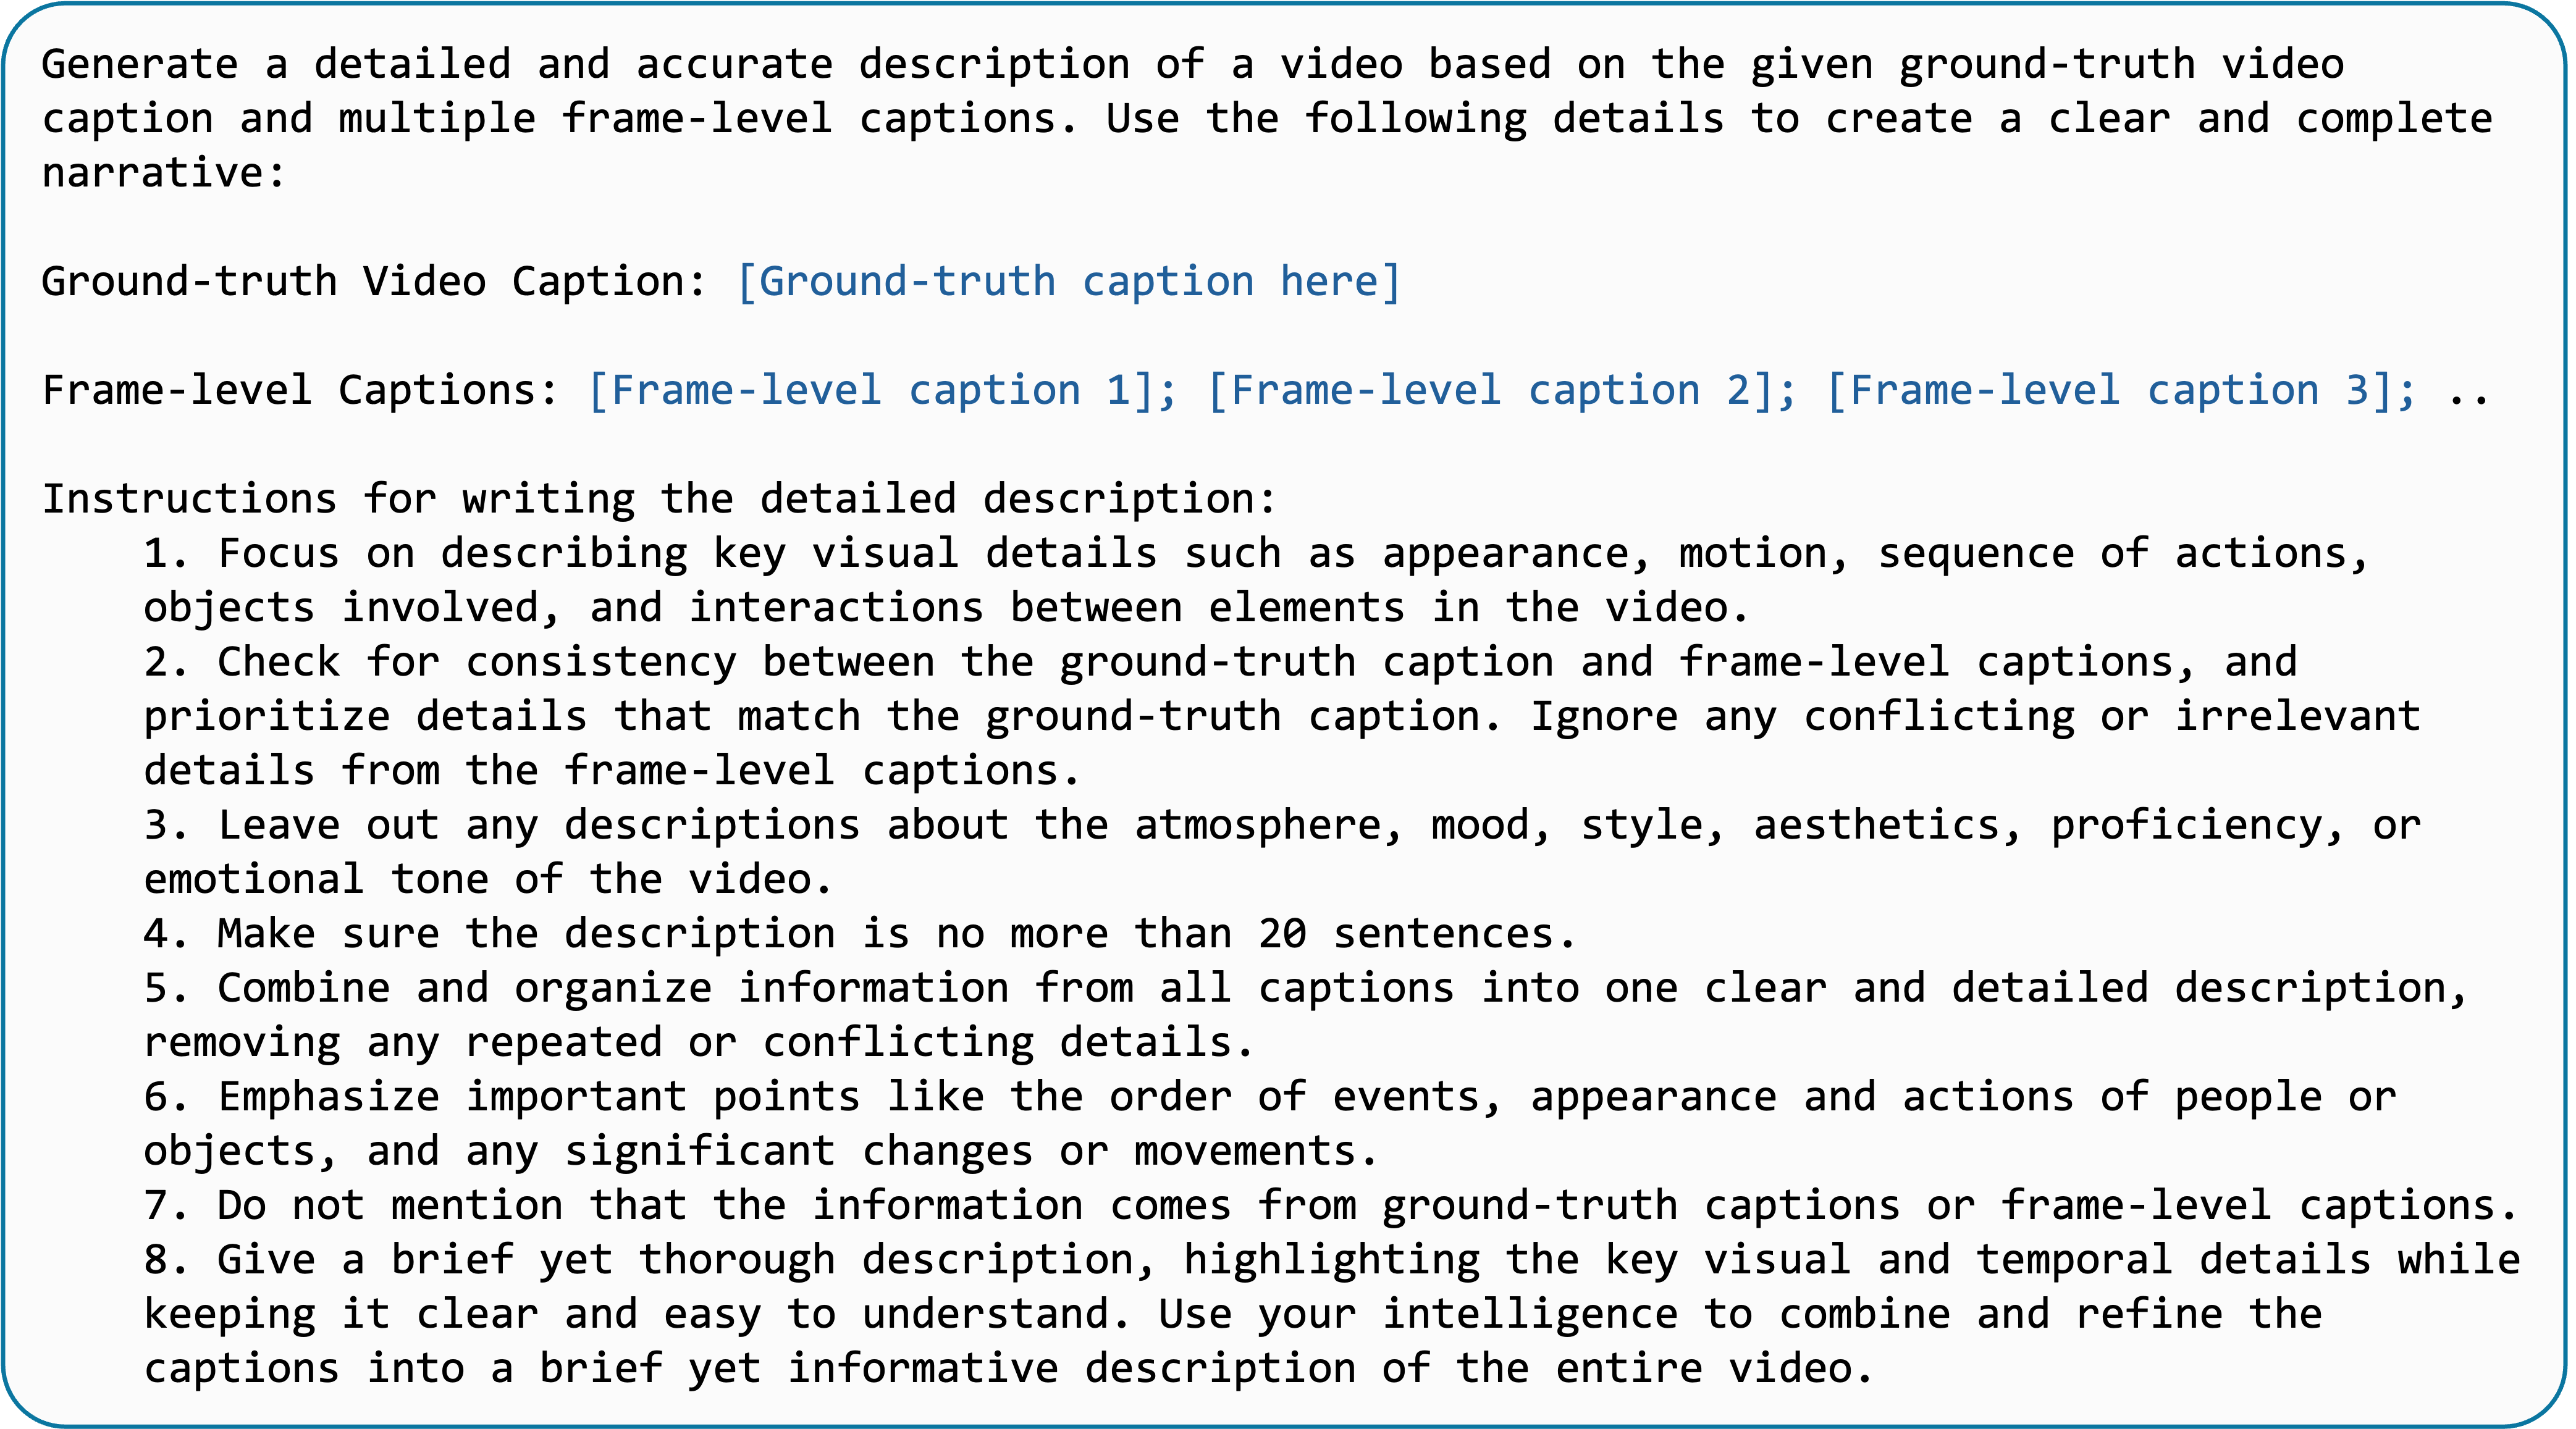 Generate a detailed and accurate description of a video based on the given ground-truth video
caption and multiple frame-level captions. Use the following details to create a clear and complete
narrative:
Ground-truth Video Caption: [Ground-truth caption here]
Frame-level Captions: [Frame-level caption 1]; [Frame-level caption 2]; [Frame-level caption 3]; ..
Instructions for writing the detailed description:
1. Focus on describing key visual details such as appearance, motion, sequence of actions,
objects involved, and interactions between elements in the video.
2. Check for consistency between the ground-truth caption and frame-level captions, and
prioritize details that match the ground-truth caption. Ignore any conflicting or irrelevant
details from the frame-level captions.
3. Leave out any descriptions about the atmosphere, mood, style, aesthetics, proficiency, or
emotional tone of the video.
4. Make sure the description is no more than 20 sentences.
5. Combine and organize information from all captions into one clear and detailed description,
removing any repeated or conflicting details.
6. Emphasize important points like the order of events, appearance and actions of people or
objects, and any significant changes or movements.
7. Do not mention that the information comes from ground-truth captions or frame-level captions.
8. Give a brief yet thorough description, highlighting the key visual and temporal details while
keeping it clear and easy to understand. Use your intelligence to combine and refine the
captions into a brief yet informative description of the entire video.